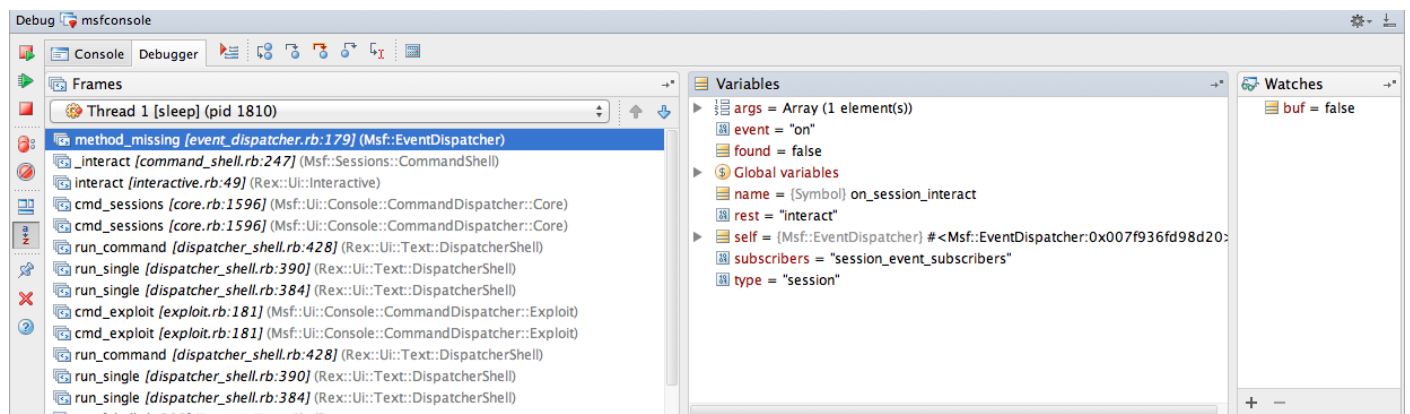 Debug msfconsole
Console Debugger
Frames
Thread 1 [sleep] (pid 1810)
method_missing [event_dispatcher.rb:179] (Msf::EventDispatcher)
_interact [command_shell.rb:247] (Msf::Sessions::CommandShell)
interact [interactive.rb:49] (Rex::Ui::Interactive)
cmd_sessions [core.rb:1596] (Msf::Ui::Console::CommandDispatcher::Core)
cmd_sessions [core.rb:1596] (Msf::Ui::Console::CommandDispatcher::Core)
run_command [dispatcher_shell.rb:428] (Rex::Ui::Text::DispatcherShell)
run_single [dispatcher_shell.rb:390] (Rex::Ui::Text::DispatcherShell)
run_single [dispatcher_shell.rb:384] (Rex::Ui::Text::DispatcherShell)
cmd_exploit [exploit.rb:181] (Msf::Ui::Console::CommandDispatcher::Exploit)
cmd_exploit [exploit.rb:181] (Msf::Ui::Console::CommandDispatcher::Exploit)
run_command [dispatcher_shell.rb:428] (Rex::Ui::Text::DispatcherShell)
run_single [dispatcher_shell.rb:390] (Rex::Ui::Text::DispatcherShell)
run_single [dispatcher_shell.rb:384] (Rex::Ui::Text::DispatcherShell)
Variables
args = Array (1 element(s))
event = "on"
found = false
Global variables
name = {Symbol} on_session_interact
rest = "interact"
self = {Msf::EventDispatcher} #<Msf::EventDispatcher:0x007f936fd98d20>
subscribers = "session_event_subscribers"
type = "session"
Watches
buf = false